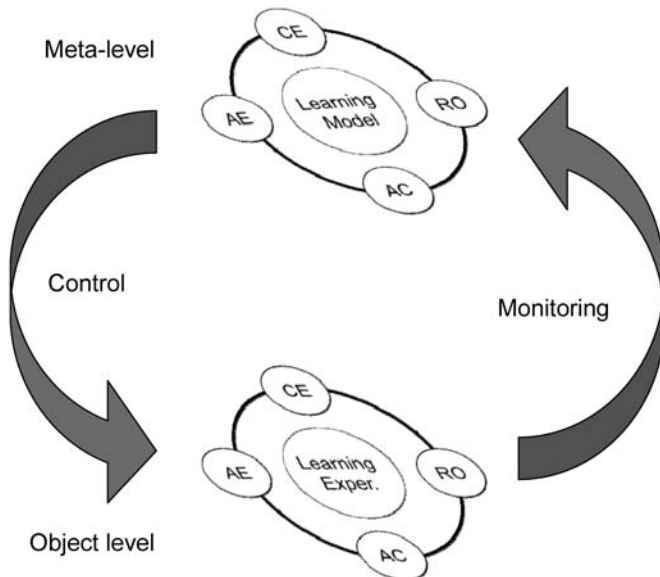 CE
Meta-level
Learning
Model
RO
AE
AC
Control
Monitoring
CE
Learning
Exper.
RO
AE
AC
Object level